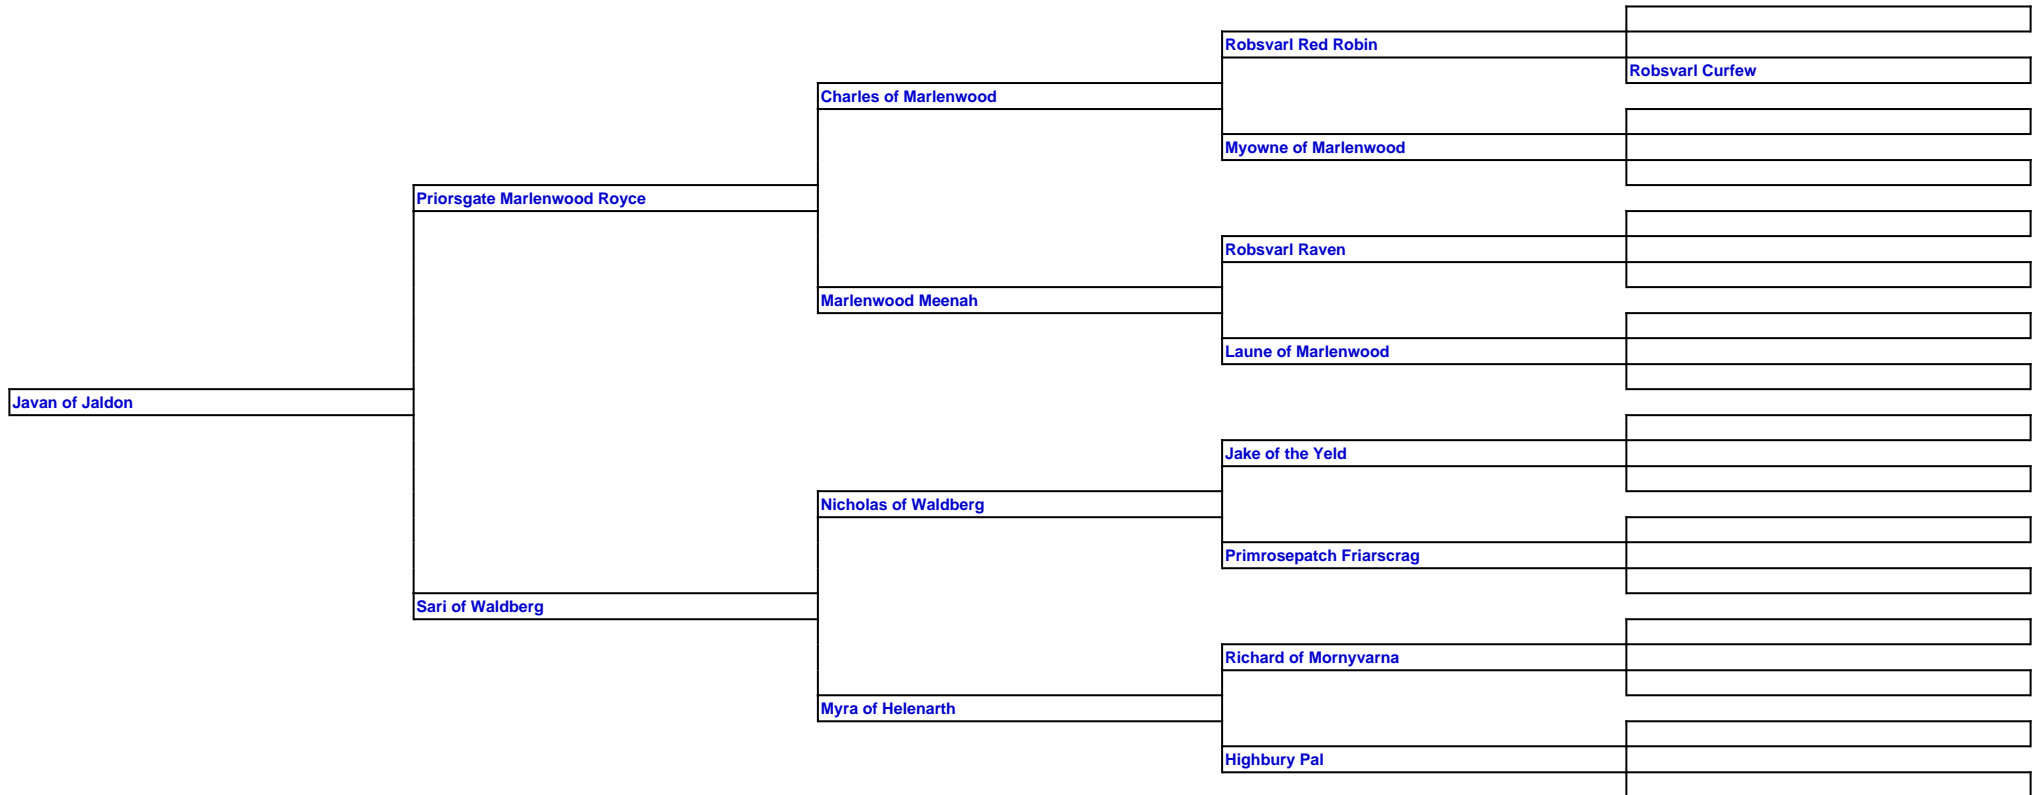 Robsvarl Red Robin
Robsvarl Curfew
Charles of Marlenwood
Myowne of Marlenwood
Priorsgate Marlenwood Royce
Robsvarl Raven
Marlenwood Meenah
Laune of Marlenwood
Javan of Jaldon
Jake of the Yeld
Nicholas of Waldberg
Primrosepatch Friarscrag
Sari of Waldberg
Richard of Mornyvarna
Myra of Helenarth
Highbury Pal